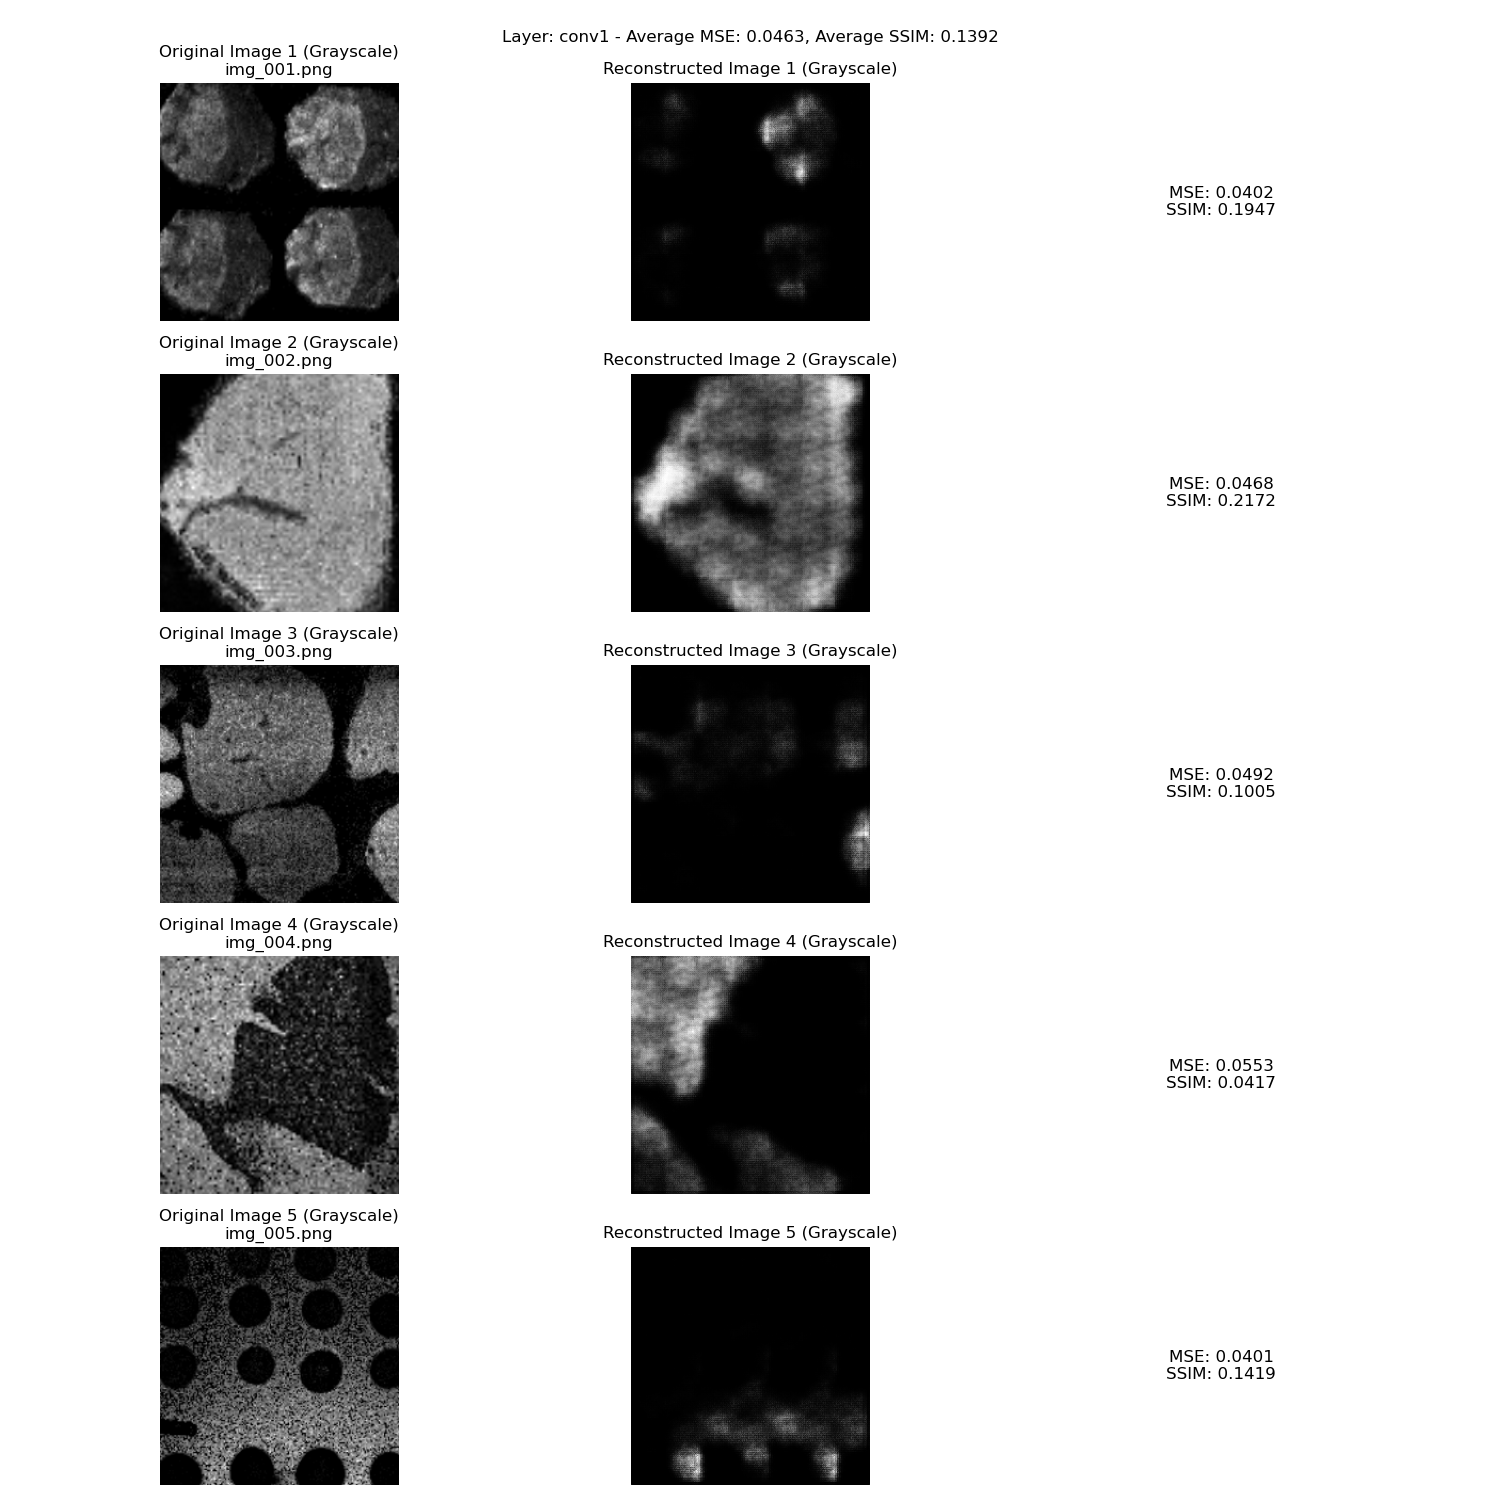 Layer: conv1 - Average MSE: 0.0463, Average SSIM: 0.1392
Original Image 1 (Grayscale)
img_001.png
Reconstructed Image 1 (Grayscale)
MSE: 0.0402
SSIM: 0.1947
Original Image 2 (Grayscale)
img_002.png
Reconstructed Image 2 (Grayscale)
MSE: 0.0468
SSIM: 0.2172
Original Image 3 (Grayscale)
img_003.png
Reconstructed Image 3 (Grayscale)
MSE: 0.0492
SSIM: 0.1005
Original Image 4 (Grayscale)
img_004.png
Reconstructed Image 4 (Grayscale)
MSE: 0.0553
SSIM: 0.0417
Original Image 5 (Grayscale)
img_005.png
Reconstructed Image 5 (Grayscale)
MSE: 0.0401
SSIM: 0.1419